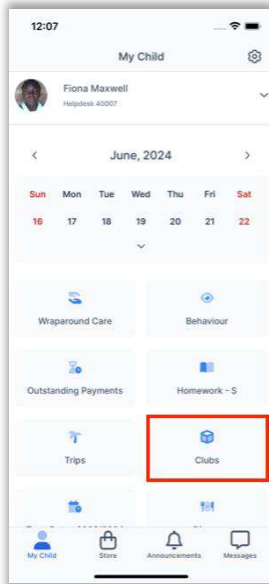 12:07
My Child
Fiona Maxwell
Helpdesk 40007
June, 2024
Sun Mon Tue Wed Thu Fri Sat
16 17 18 19 20 21 22
Wraparound Care Behaviour
Outstanding Payments Homework - S
Trips Clubs
My Child Store Announcements Messages